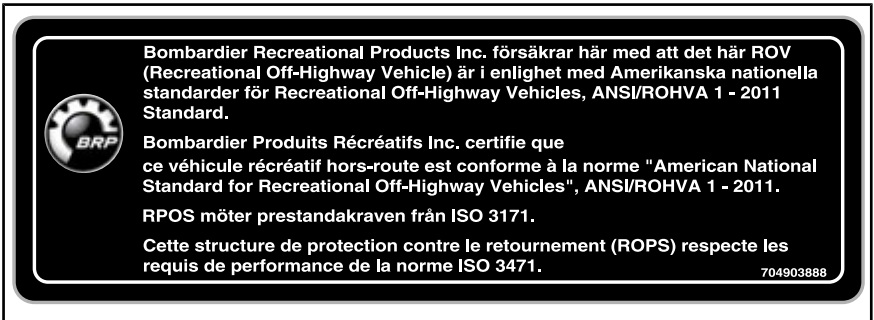 Bombardier Recreational Products Inc. försäkrar här med att det här ROV
(Recreational Off-Highway Vehicle) är i enlighet med Amerikanska nationella
standarder för Recreational Off-Highway Vehicles, ANSI/ROHVA 1 - 2011
Standard.
BRP
Bombardier Produits Récréatifs Inc. certifie que
ce véhicule récréatif hors-route est conforme à la norme "American National
Standard for Recreational Off-Highway Vehicles", ANSI/ROHVA 1 - 2011.
RPOS möter prestandakraven från ISO 3171.
Cette structure de protection contre le retournement (ROPS) respecte les
requis de performance de la norme ISO 3471.
704903888